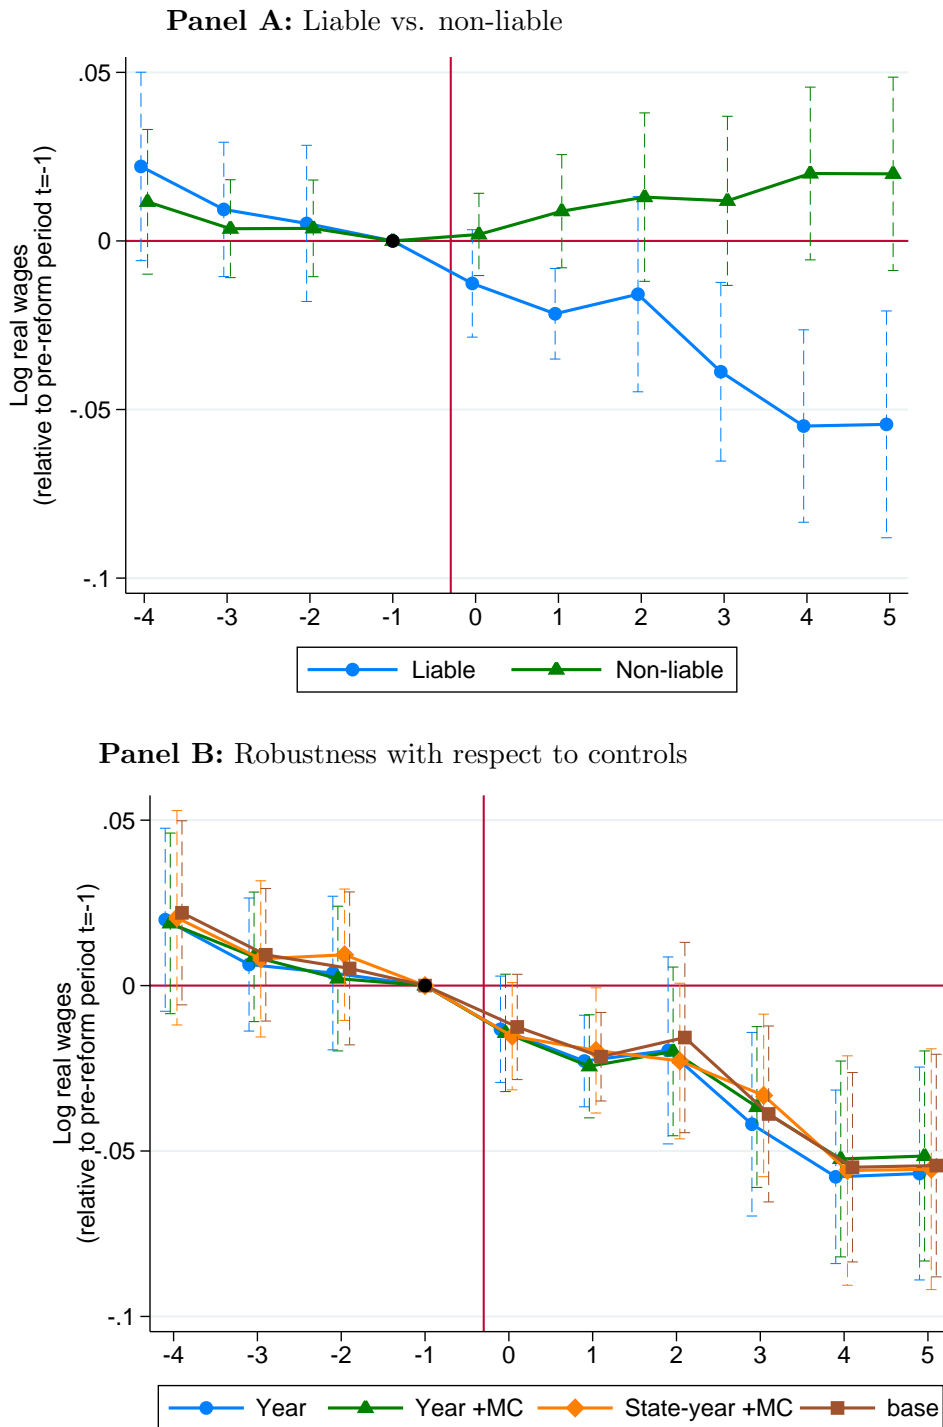 Panel A: Liable vs. non-liable
.05
0
-.05
-.1
Log real wages
(relative to pre-reform period t=-1)
-4 -3 -2 -1 0 1 2 3 4 5
Liable Non-liable
Panel B: Robustness with respect to controls
.05
0
-.05
-.1
Log real wages
(relative to pre-reform period t=-1)
-4 -3 -2 -1 0 1 2 3 4 5
Year Year +MC State-year +MC base